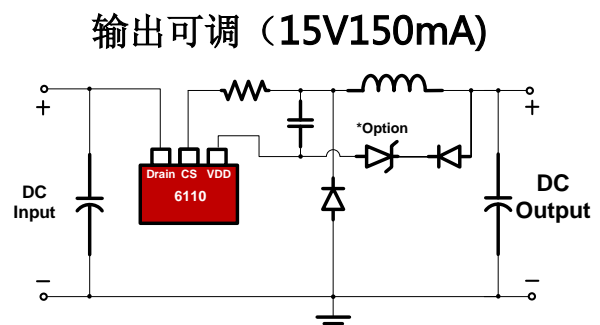 输出可调（15V150mA)
+
+
*Option
Drain CS VDD
6110
DC
Input
DC
Output
−
−